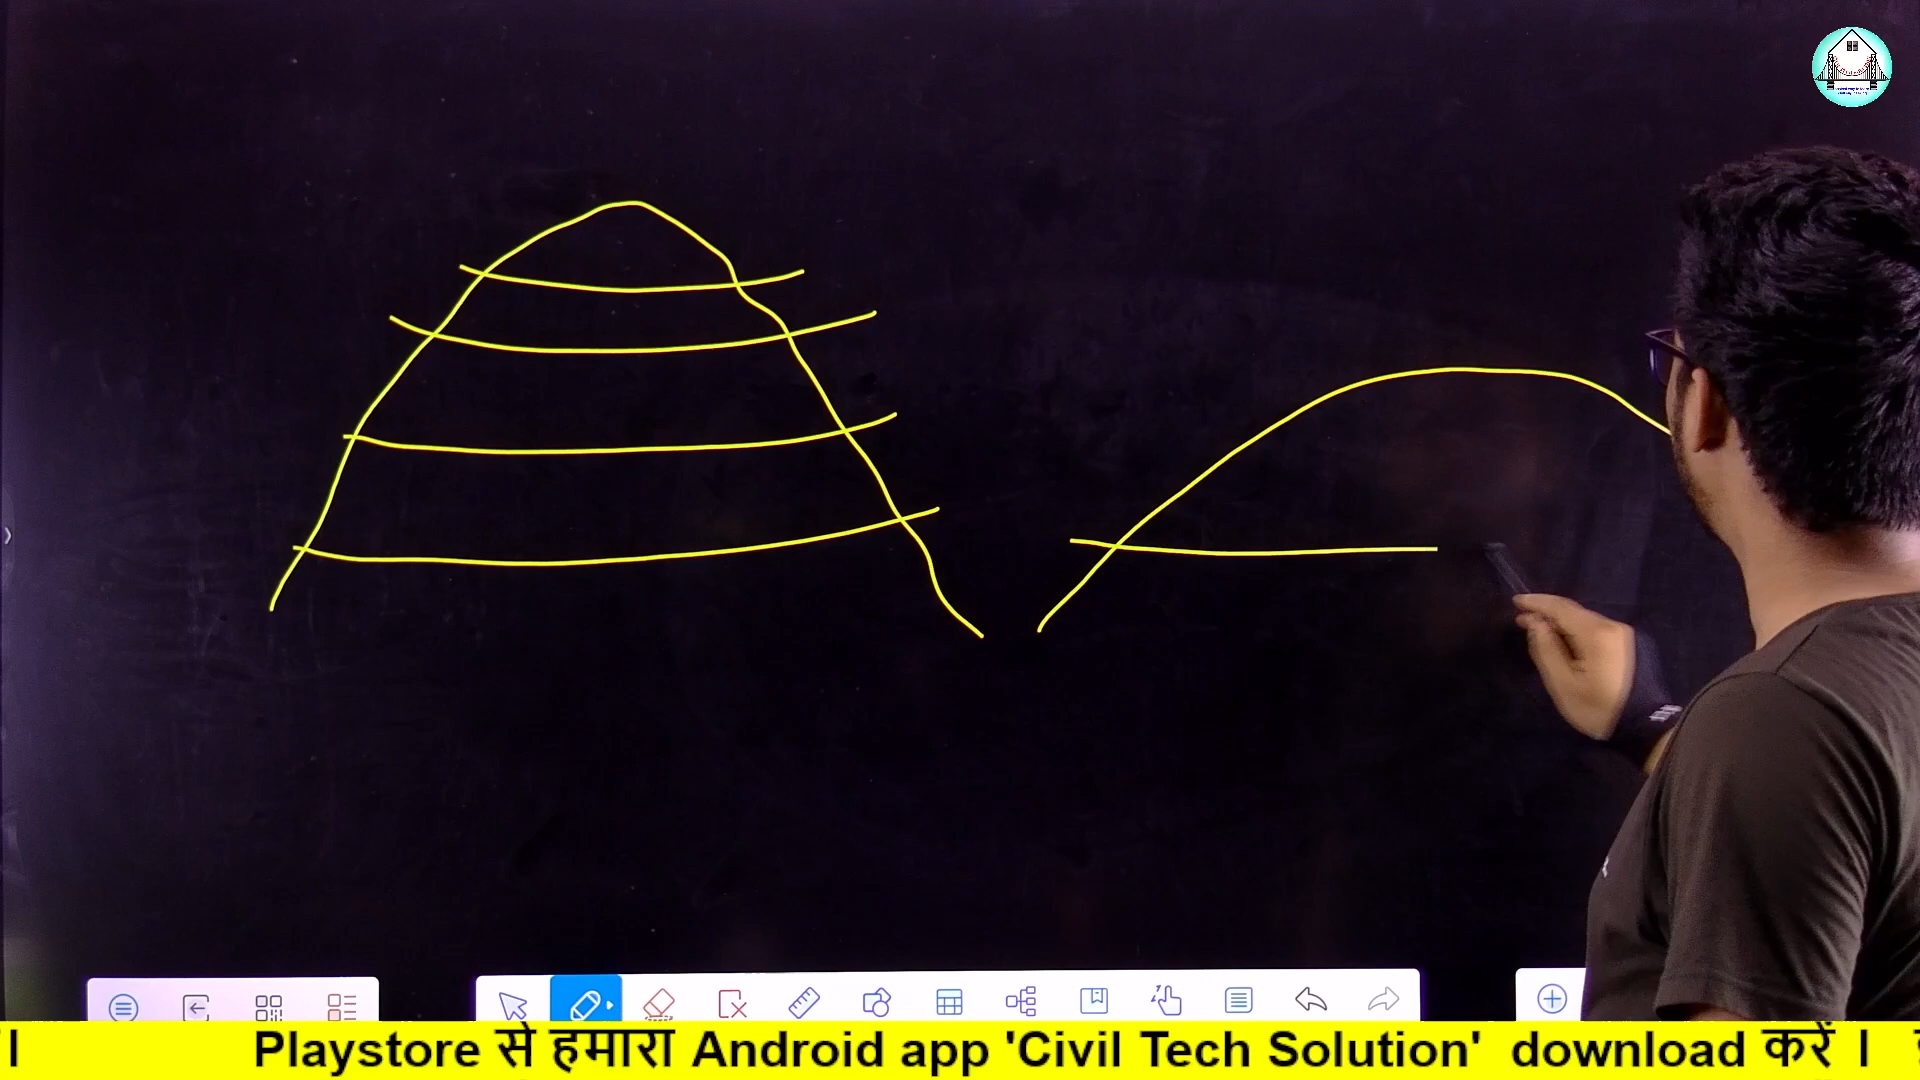 । Playstore से हमारा Android app 'Civil Tech Solution' download करें ।